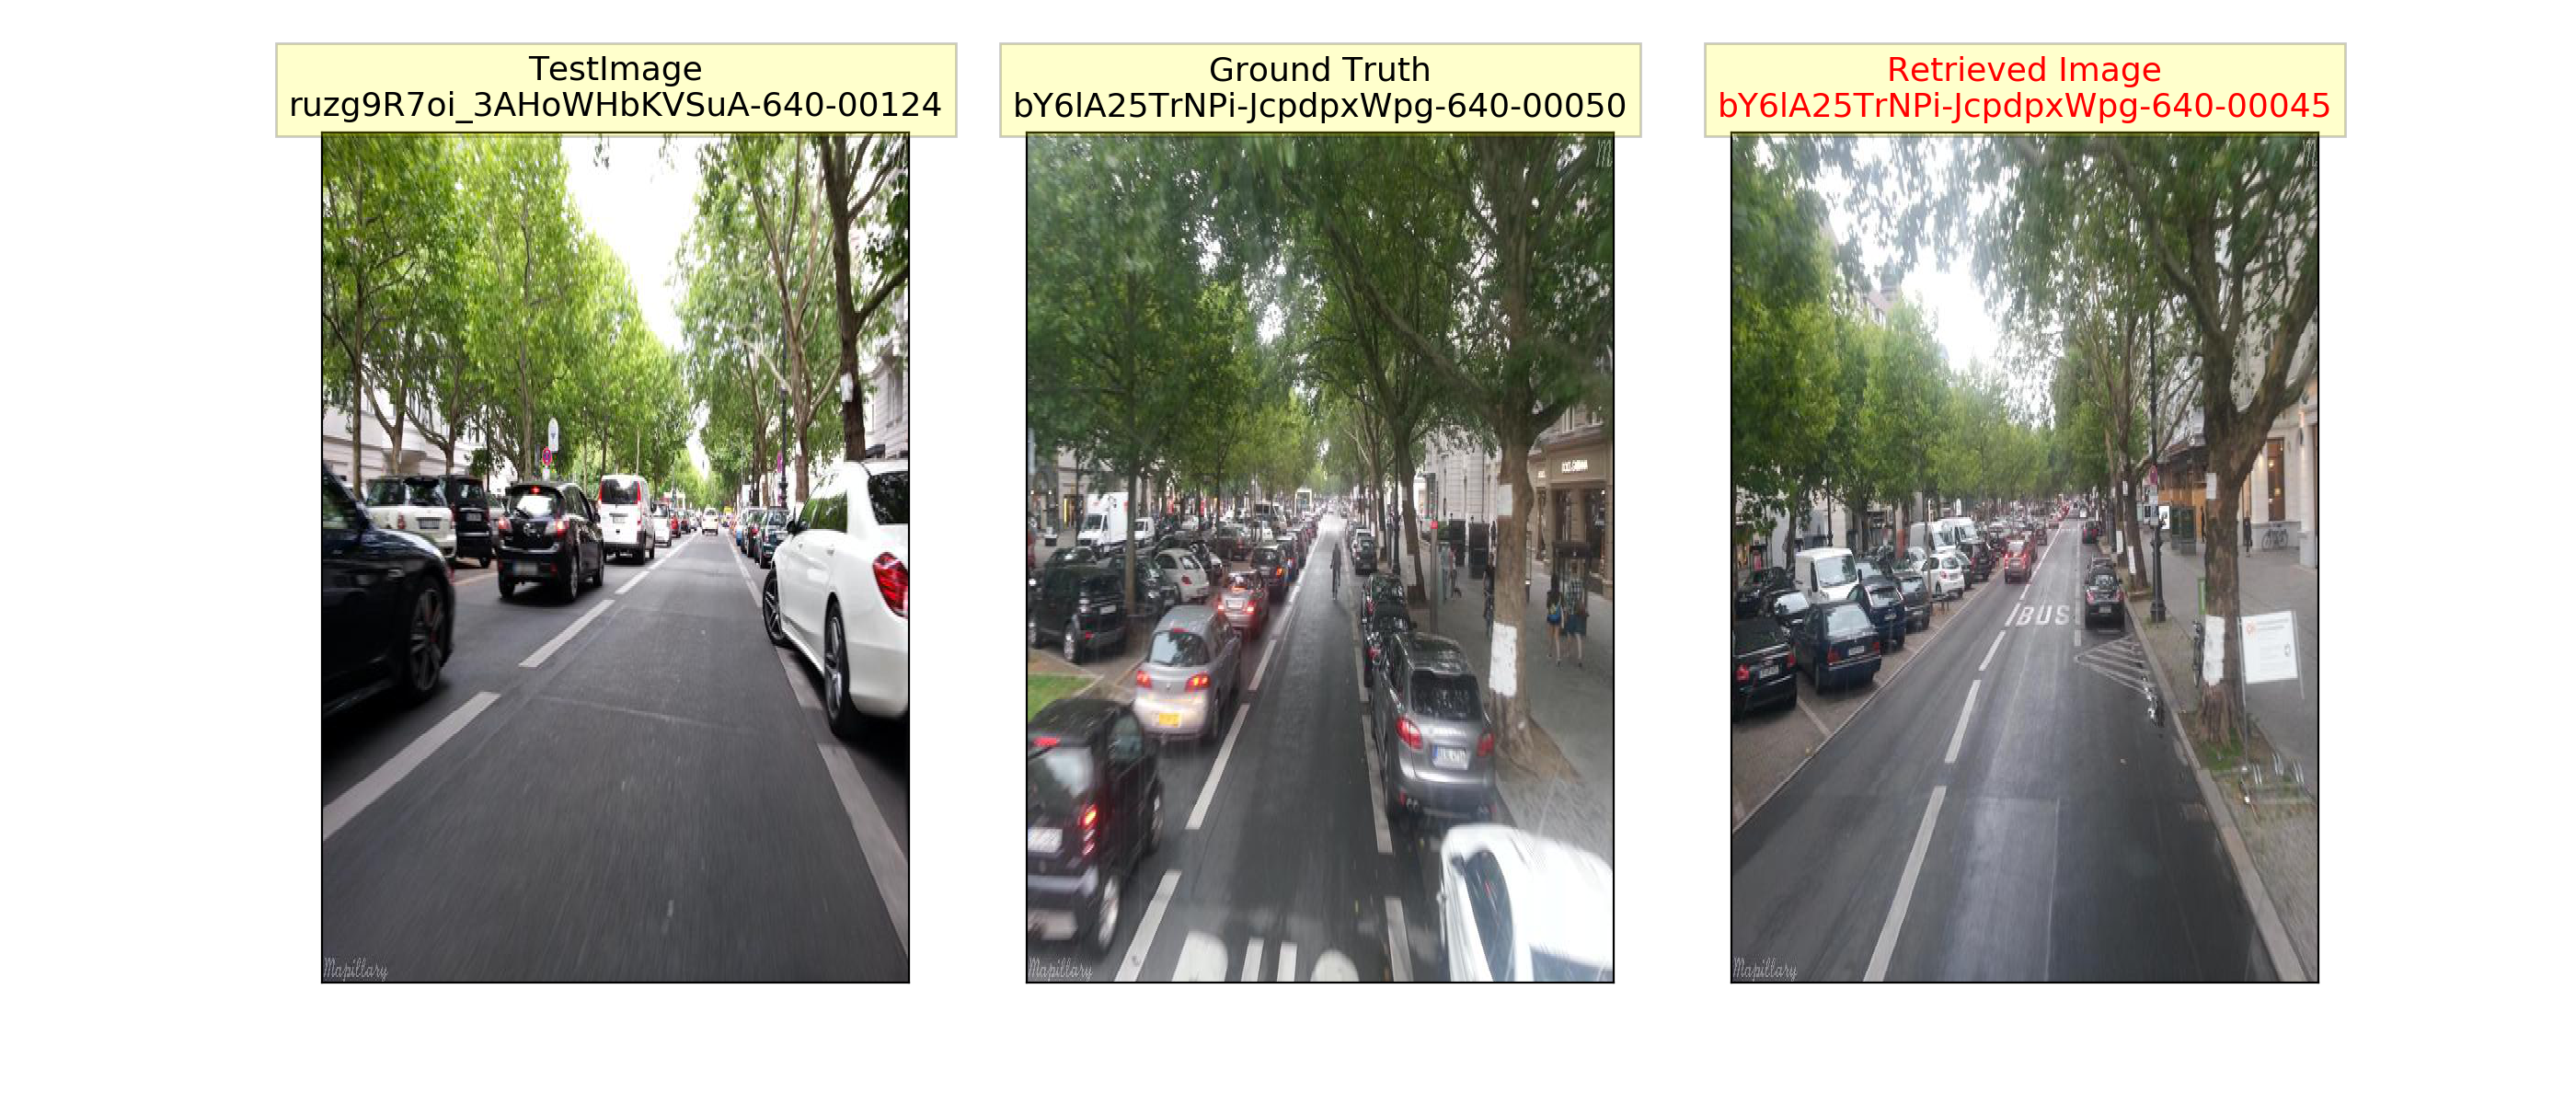 TestImage
ruzg9R7oi_3AHoWHbKVSuA-640-00124
Ground Truth
bY6lA25TrNPi-JcpdpxWpg-640-00050
Retrieved Image
bY6lA25TrNPi-JcpdpxWpg-640-00045
BUS
Mapillary
Mapillary
Mapillary